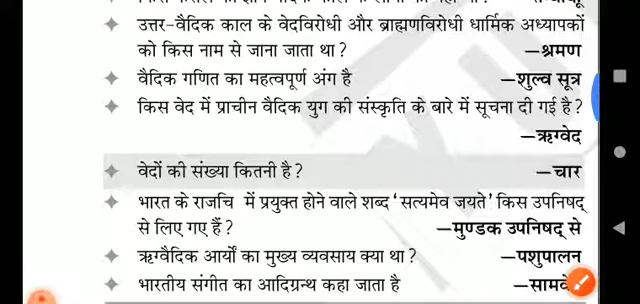 उत्तर-वैदिक काल के वेदविरोधी और ब्राह्मणविरोधी धार्मिक अध्यापकों
को किस नाम से जाना जाता था? —श्रमण
वैदिक गणित का महत्वपूर्ण अंग है —शुल्व सूत्र
किस वेद में प्राचीन वैदिक युग की संस्कृति के बारे में सूचना दी गई है?
—ऋग्वेद
वेदों की संख्या कितनी है? —चार
भारत के राजचि में प्रयुक्त होने वाले शब्द 'सत्यमेव जयते' किस उपनिषद्
से लिए गए हैं? —मुण्डक उपनिषद् से
ऋग्वैदिक आर्यों का मुख्य व्यवसाय क्या था? —पशुपालन
भारतीय संगीत का आदिग्रन्थ कहा जाता है